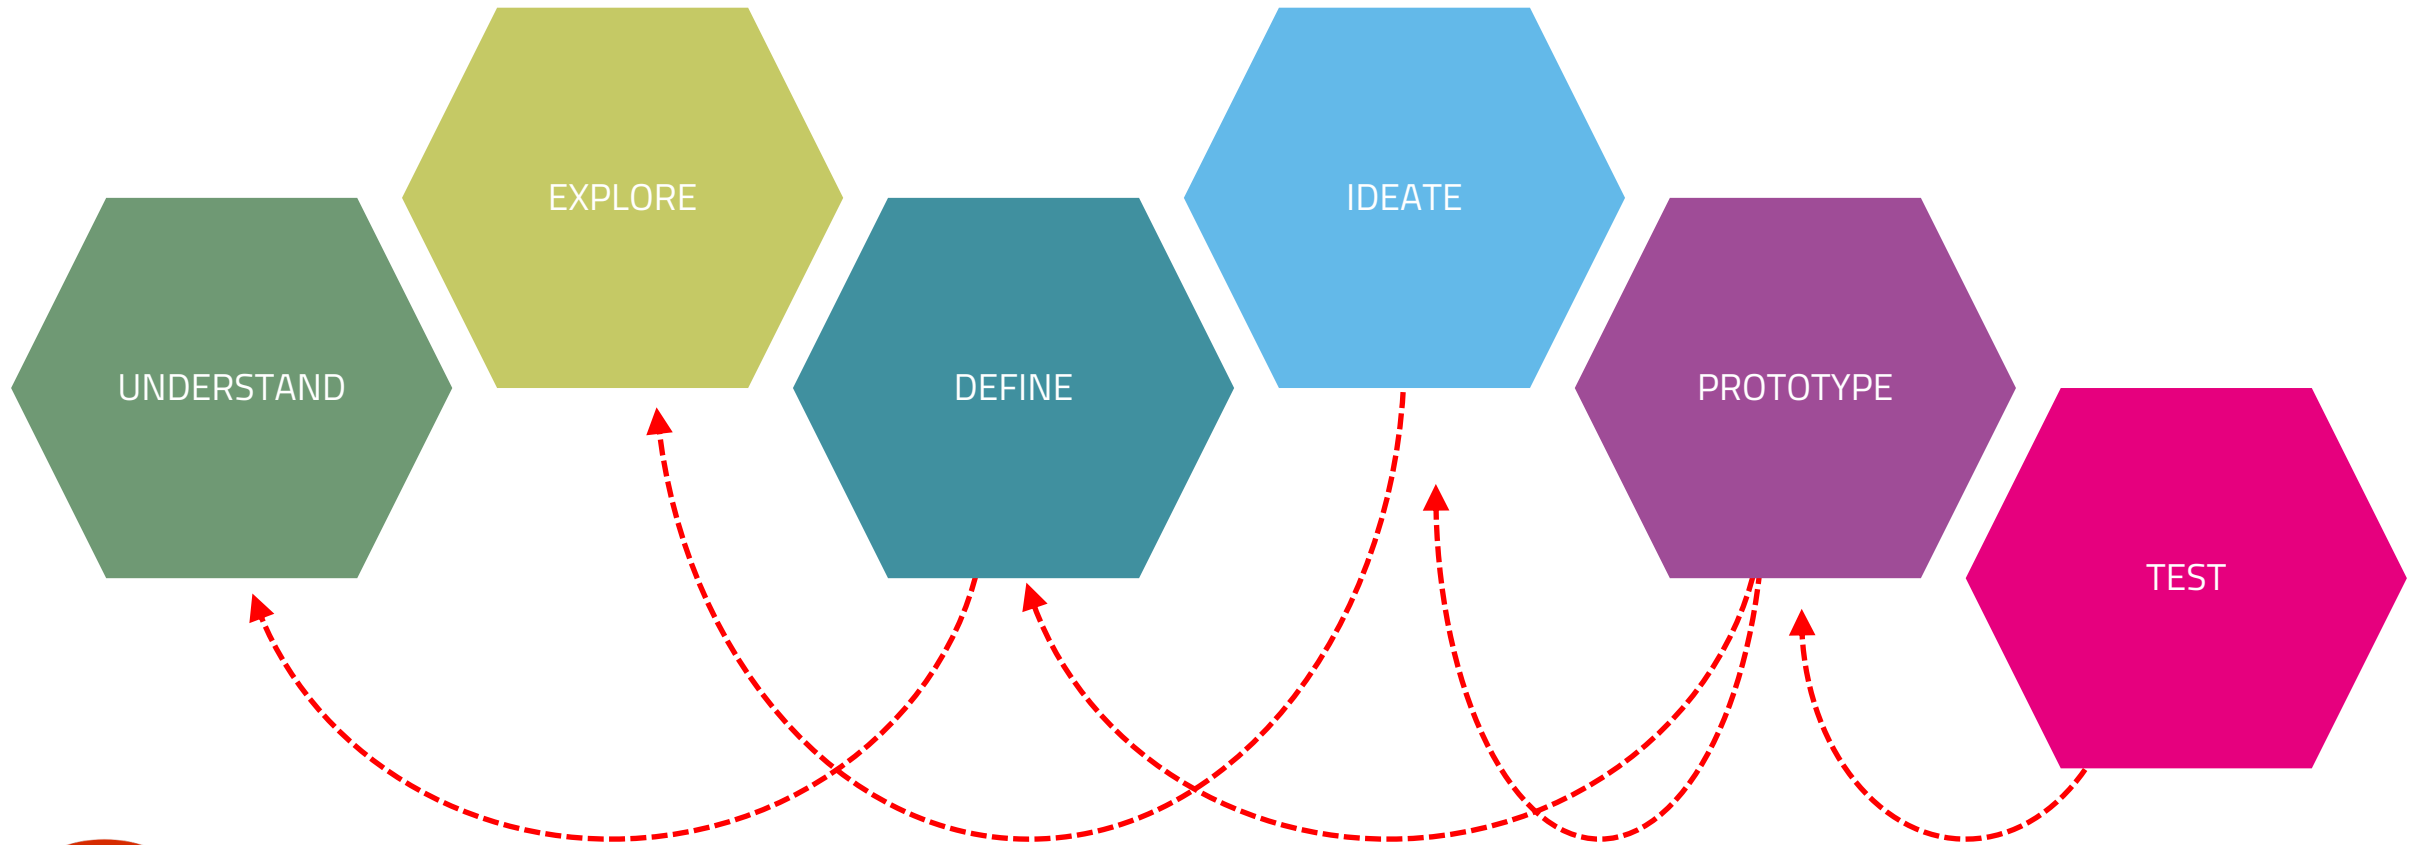 UNDERSTAND
EXPLORE
DEFINE
IDEATE
PROTOTYPE
TEST